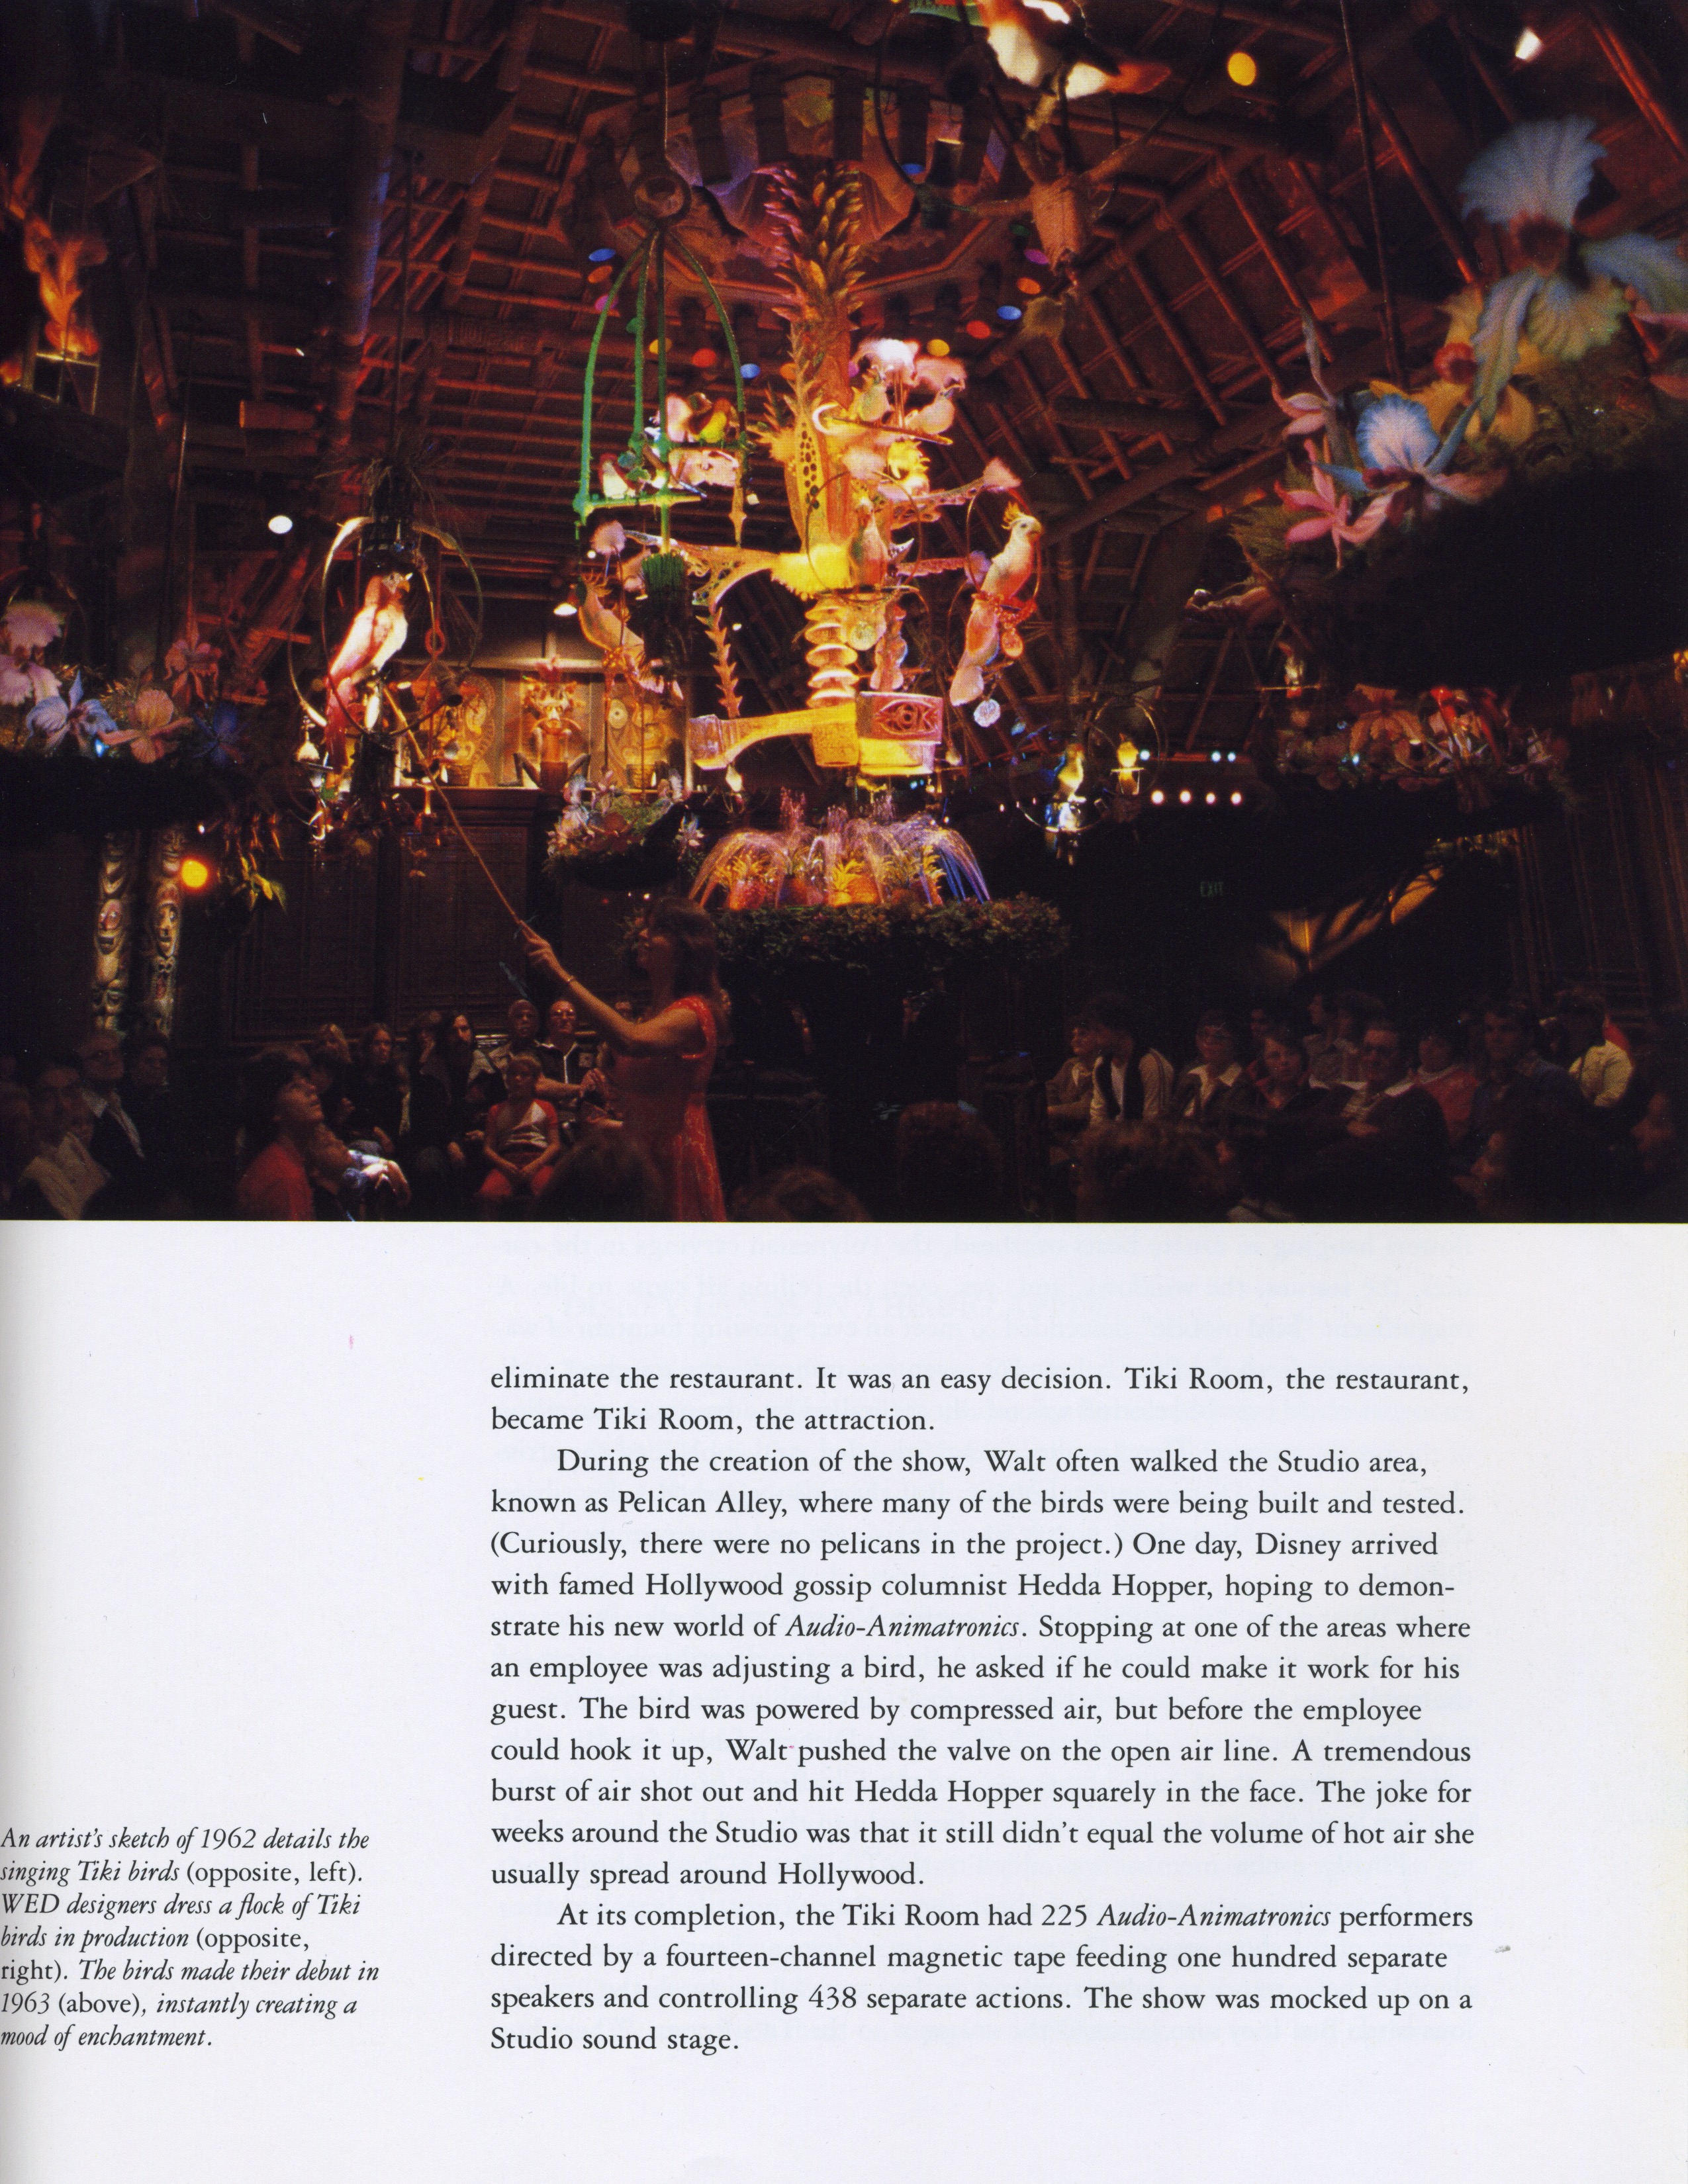 EXIT
eliminate the restaurant. It was an easy decision. Tiki Room, the restaurant,
became Tiki Room, the attraction.
During the creation of the show, Walt often walked the Studio area,
known as Pelican Alley, where many of the birds were being built and tested.
(Curiously, there were no pelicans in the project.) One day, Disney arrived
with famed Hollywood gossip columnist Hedda Hopper, hoping to demon-
strate his new world of Audio-Animatronics. Stopping at one of the areas where
an employee was adjusting a bird, he asked if he could make it work for his
guest. The bird was powered by compressed air, but before the employee
could hook it up, Walt pushed the valve on the open air line. A tremendous
burst of air shot out and hit Hedda Hopper squarely in the face. The joke for
weeks around the Studio was that it still didn't equal the volume of hot air she
usually spread around Hollywood.
At its completion, the Tiki Room had 225 Audio-Animatronics performers
directed by a fourteen-channel magnetic tape feeding one hundred separate
speakers and controlling 438 separate actions. The show was mocked up on a
Studio sound stage.
An artist's sketch of 1962 details the
singing Tiki birds (opposite, left).
WED designers dress a flock of Tiki
birds in production (opposite,
right). The birds made their debut in
1963 (above), instantly creating a
mood of enchantment.